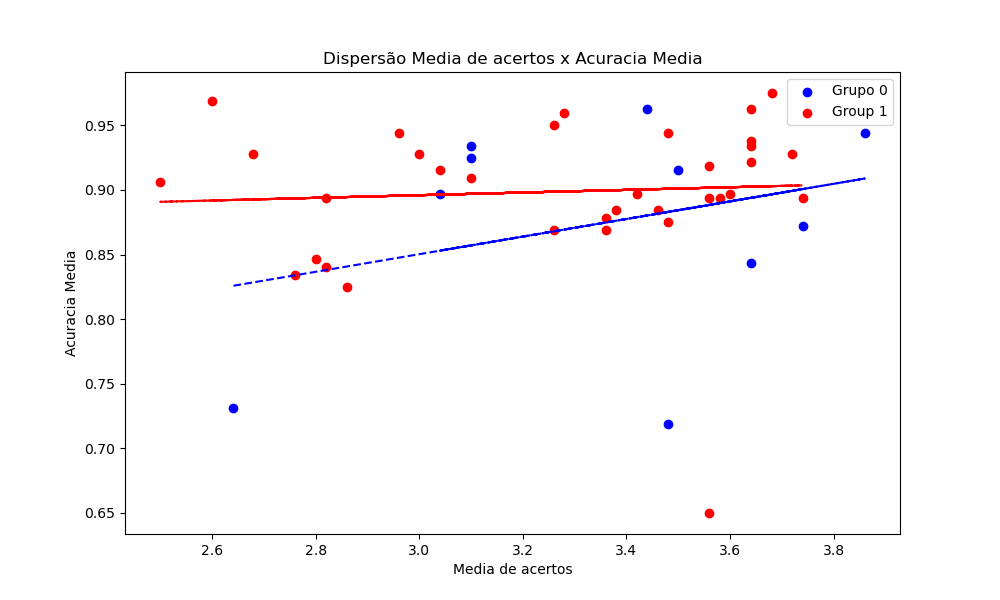 Dispersão Media de acertos x Acuracia Media
Grupo 0
Group 1
Acuracia Media
0.95
0.90
0.85
0.80
0.75
0.70
0.65
2.6 2.8 3.0 3.2 3.4 3.6 3.8
Media de acertos